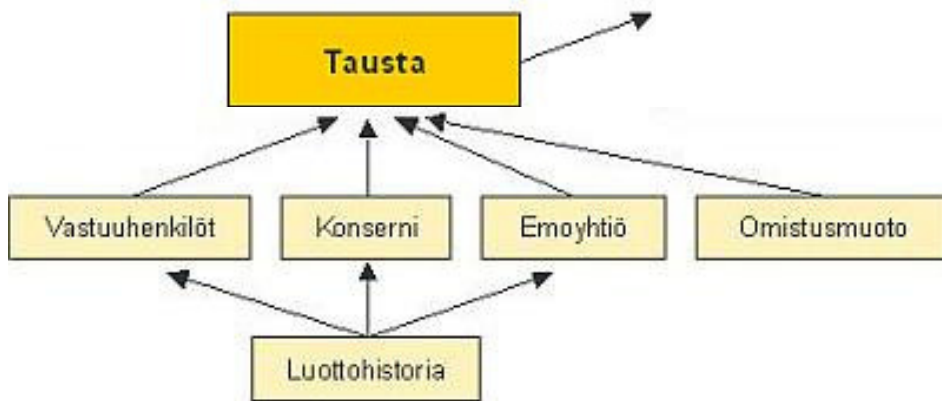 Tausta
Vastuuhenkilöt
Konserni
Emoyhtiö
Omistusmuoto
Luottohistoria